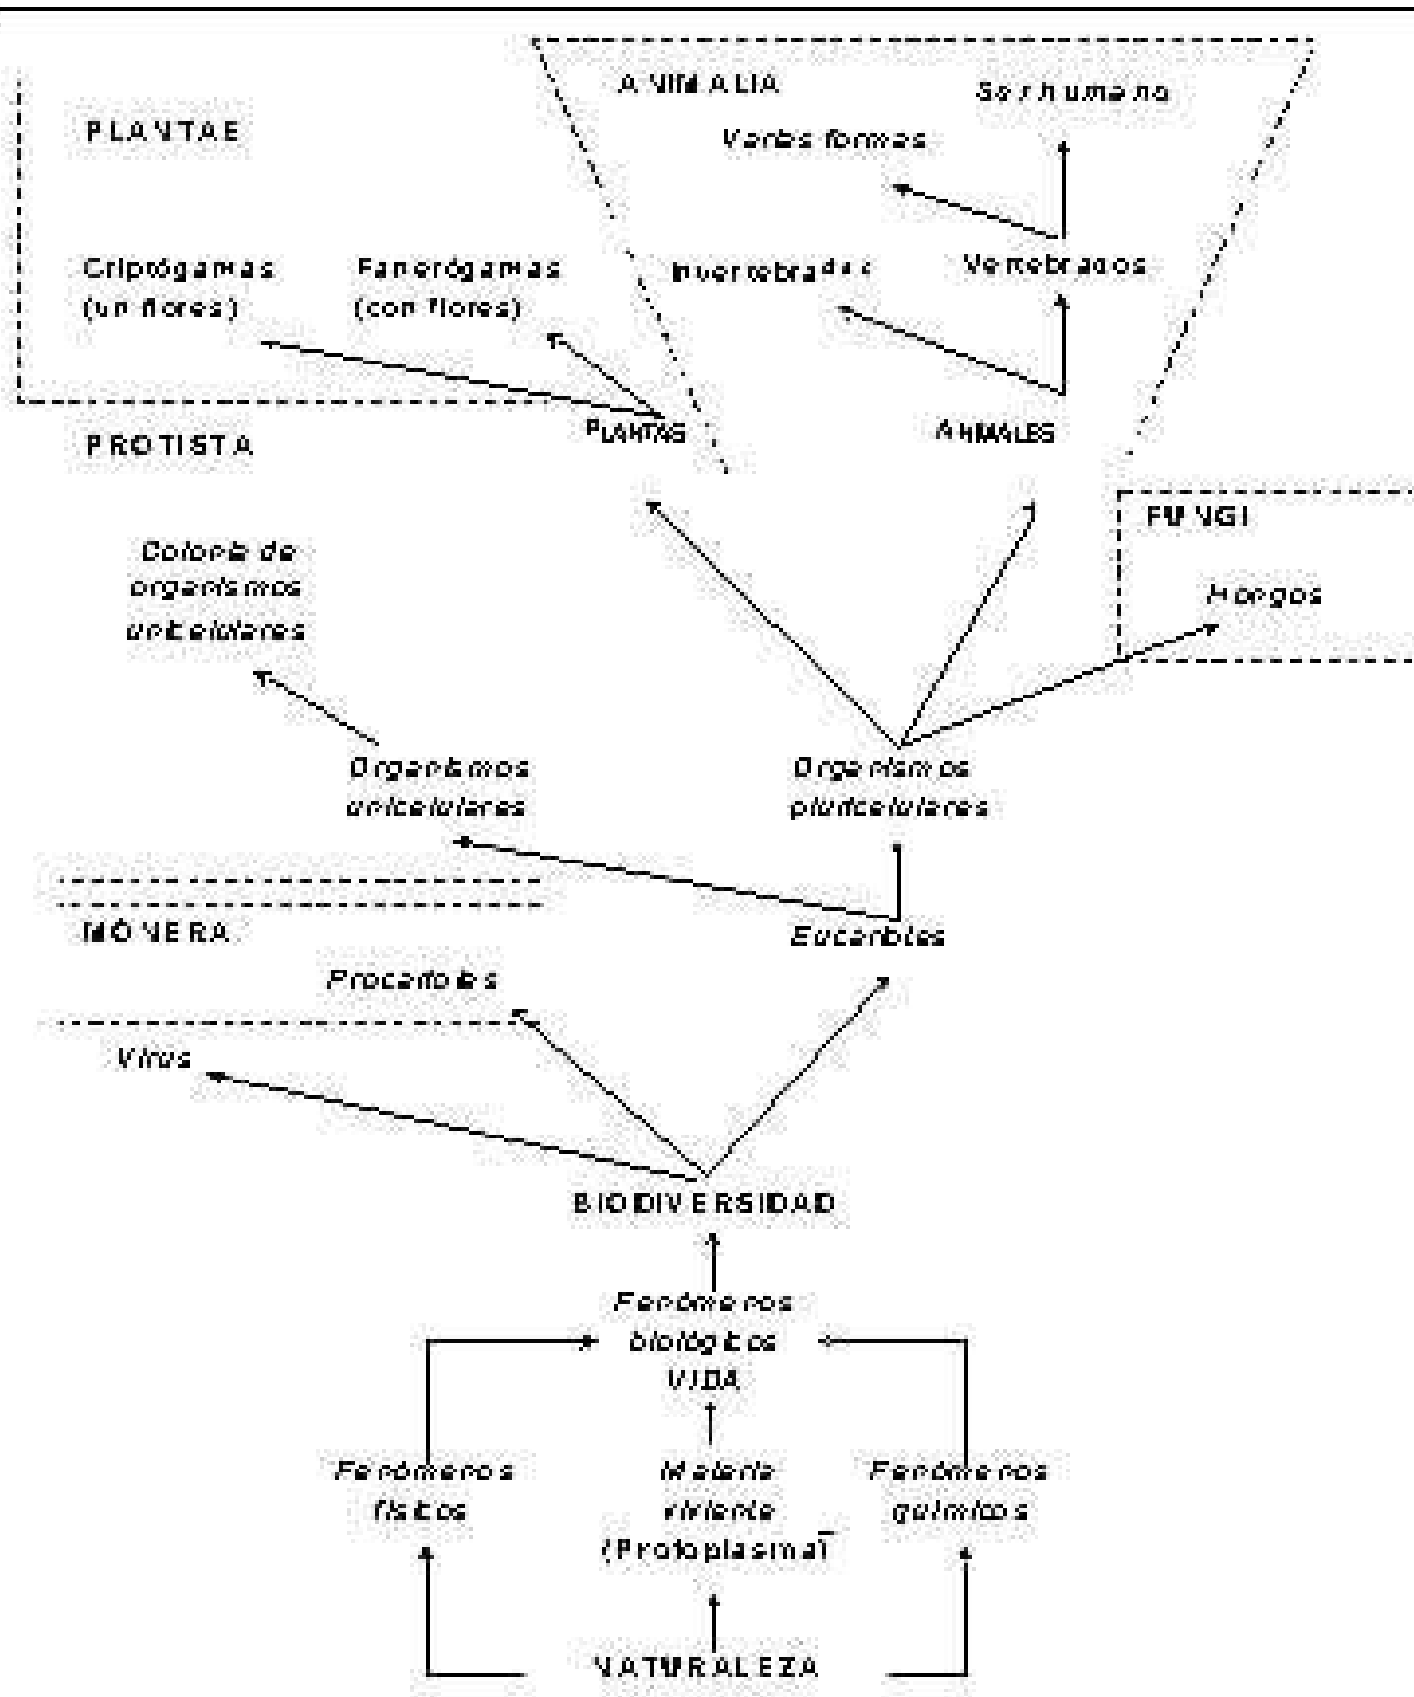 ANIMALIA
Ser humano
PLANTAE
Varias formas
Criptógamas
(sin flores)
Fanerógamas
(con flores)
Invertebrados
Vertebrados
PLANTAS
ANIMALES
PROTISTA
FUNGI
Hongos
Colonia de
organismos
unicelulares
Organismos
unicelulares
Organismos
pluricelulares
MÓNERA
Eucariotes
Procariotes
Virus
BIODIVERSIDAD
Fenómenos
biológicos
VIDA
Fenómenos
físicos
Materia
viviente
(Protoplasma)
Fenómenos
químicos
NATURALEZA